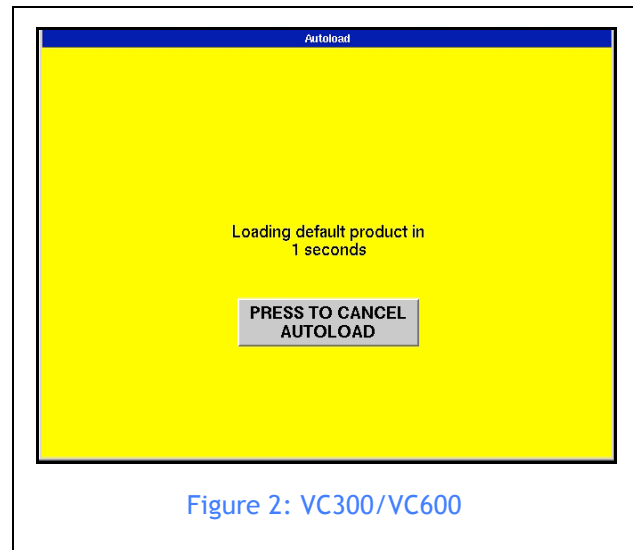 Autoload
Loading default product in
1 seconds
PRESS TO CANCEL
AUTOLOAD
Figure 2: VC300/VC600